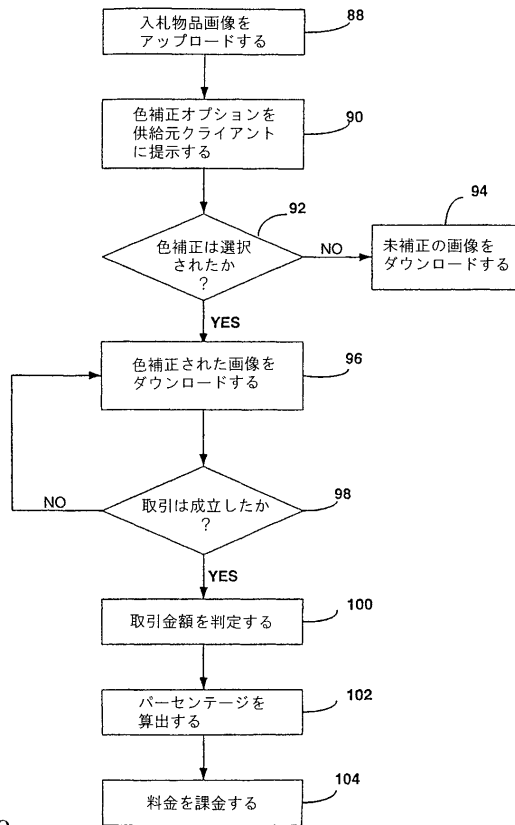 入札物品画像を
アップロードする
88
色補正オプションを
供給元クライアント
に提示する
90
92
色補正は選択
されたか
?
NO
94
未補正の画像を
ダウンロードする
YES
色補正された画像を
ダウンロードする
96
取引は成立したか
?
98
NO
YES
取引金額を判定する
100
パーセンテージを
算出する
102
料金を課金する
104